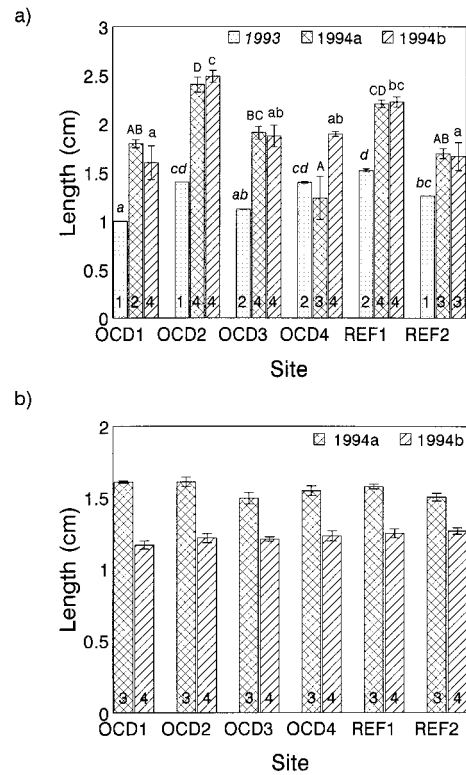 a)
3
1993 1994a 1994b
2.5
D c
CD bc
2
AB a
BC ab
ab
AB a
1.5
cd
cd A
d
bc
1
a
ab
0.5
0
Length (cm)
1 2 4 1 4 4 2 4 4 2 3 4 2 4 4 1 3 3
OCD1 OCD2 OCD3 OCD4 REF1 REF2
Site
b)
2
1994a 1994b
1.5
1
0.5
0
Length (cm)
3 4 3 4 3 4 3 4 3 4 3 4
OCD1 OCD2 OCD3 OCD4 REF1 REF2
Site